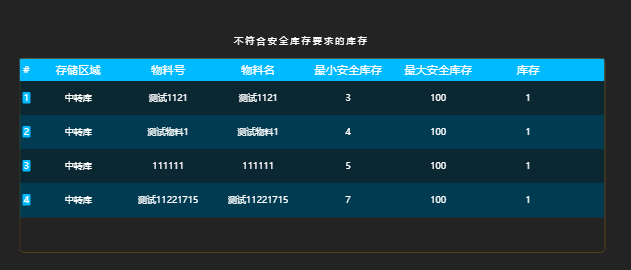 不符合安全库存要求的库存
# 存储区域 物料号 物料名 最小安全库存 最大安全库存 库存
1 中转库 测试1121 测试1121 3 100 1
2 中转库 测试物料1 测试物料1 4 100 1
3 中转库 111111 111111 5 100 1
4 中转库 测试11221715 测试11221715 7 100 1